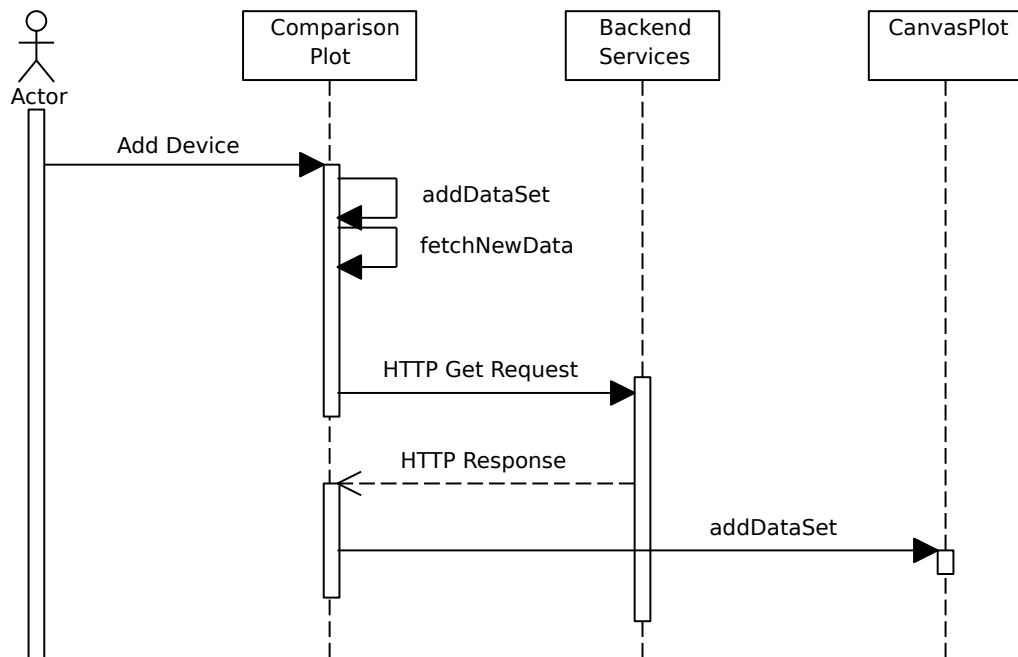 Comparison
Plot
Backend
Services
CanvasPlot
Actor
Add Device
addDataSet
fetchNewData
HTTP Get Request
HTTP Response
addDataSet